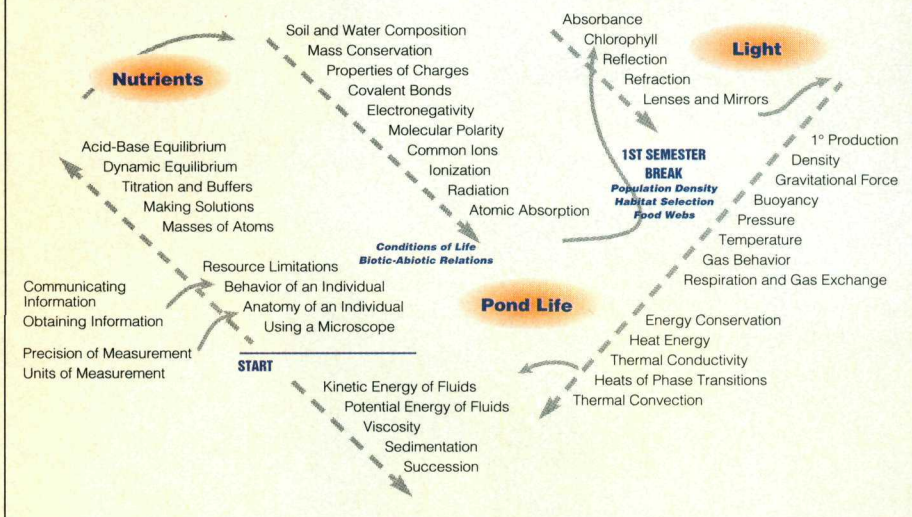 Nutrients
Soil and Water Composition
Mass Conservation
Properties of Charges
Covalent Bonds
Electronegativity
Molecular Polarity
Common Ions
Ionization
Radiation
Atomic Absorption
Absorbance
Chlorophyll
Reflection
Refraction
Lenses and Mirrors
Light
Acid-Base Equilibrium
Dynamic Equilibrium
Titration and Buffers
Making Solutions
Masses of Atoms
1ST SEMESTER
BREAK
Population Density
Habitat Selection
Food Webs
1° Production
Density
Gravitational Force
Buoyancy
Pressure
Temperature
Gas Behavior
Respiration and Gas Exchange
Conditions of Life
Biotic-Abiotic Relations
Resource Limitations
Behavior of an Individual
Anatomy of an Individual
Using a Microscope
Communicating
Information
Obtaining Information
Precision of Measurement
Units of Measurement
Pond Life
START
Energy Conservation
Heat Energy
Thermal Conductivity
Heats of Phase Transitions
Thermal Convection
Kinetic Energy of Fluids
Potential Energy of Fluids
Viscosity
Sedimentation
Succession